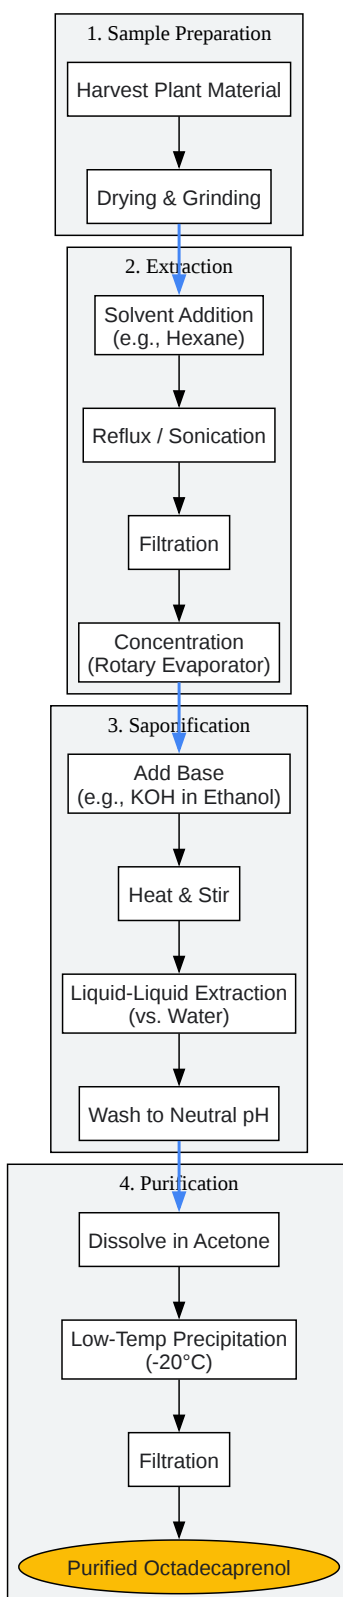 1. Sample Preparation
Harvest Plant Material
Drying & Grinding
2. Extraction
Solvent Addition
(e.g., Hexane)
Reflux / Sonication
Filtration
Concentration
(Rotary Evaporator)
3. Saponification
Add Base
(e.g., KOH in Ethanol)
Heat & Stir
Liquid-Liquid Extraction
(vs. Water)
Wash to Neutral pH
4. Purification
Dissolve in Acetone
Low-Temp Precipitation
(-20°C)
Filtration
Purified Octadecaprenol